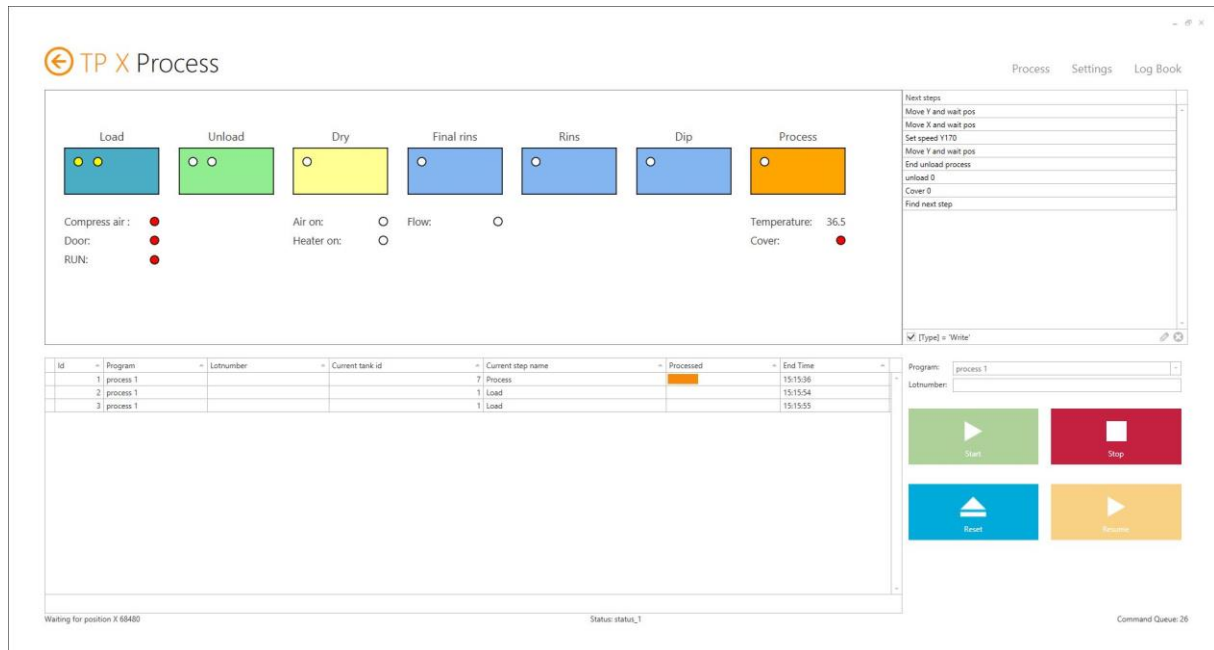 TP X Process
Process Settings Log Book
Load Unload Dry Final rins Rins Dip Process
Compress air :
Door:
RUN:
Air on:
Heater on:
Flow:
Temperature: 36.5
Cover:
Next steps
Move Y and wait pos
Move X and wait pos
Set speed Y170
Move Y and wait pos
End unload process
unload 0
Cover 0
Find next step
[Type] = 'Write'
Id Program Lotnumber Current tank id Current step name Processed End Time
1 process 1 7 Process 15:15:36
2 process 1 1 Load 15:15:54
3 process 1 1 Load 15:15:55
Program: process 1
Lotnumber:
Start Stop
Reset Resume
Waiting for position X 68480 Status: status_1 Command Queue: 26